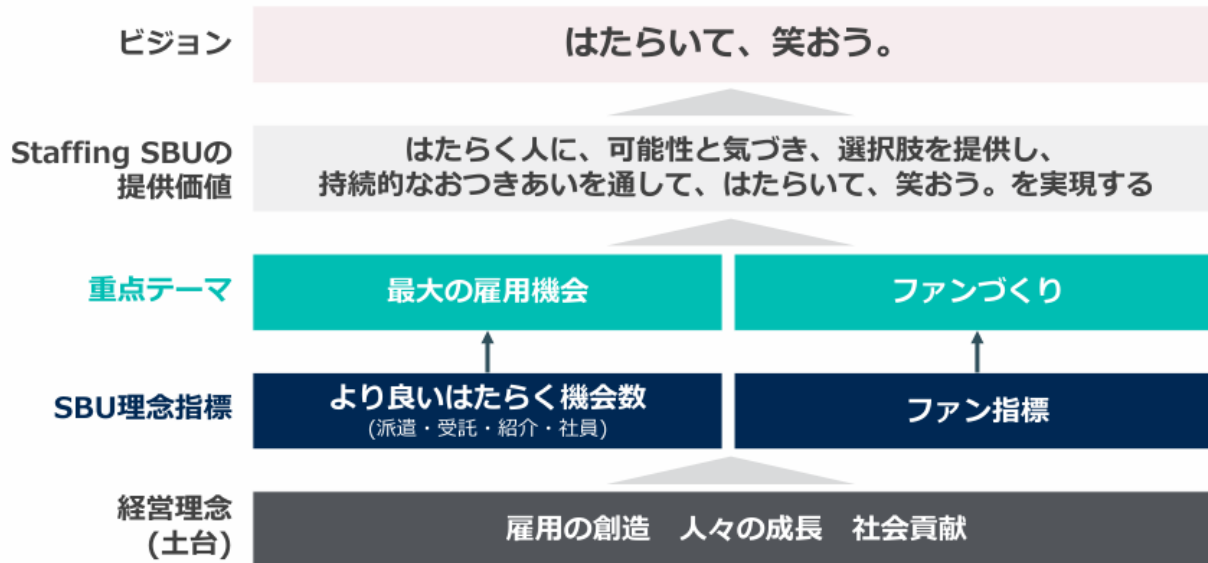 ビジョン
はたらいて、笑おう。
Staffing SBUの
提供価値
はたらく人に、可能性と気づき、選択肢を提供し、
持続的なおつきあいを通して、はたらいて、笑おう。を実現する
重点テーマ
最大の雇用機会
ファンづくり
SBU理念指標
より良いはたらく機会数
(派遣・受託・紹介・社員)
ファン指標
経営理念
(土台)
雇用の創造 人々の成長 社会貢献